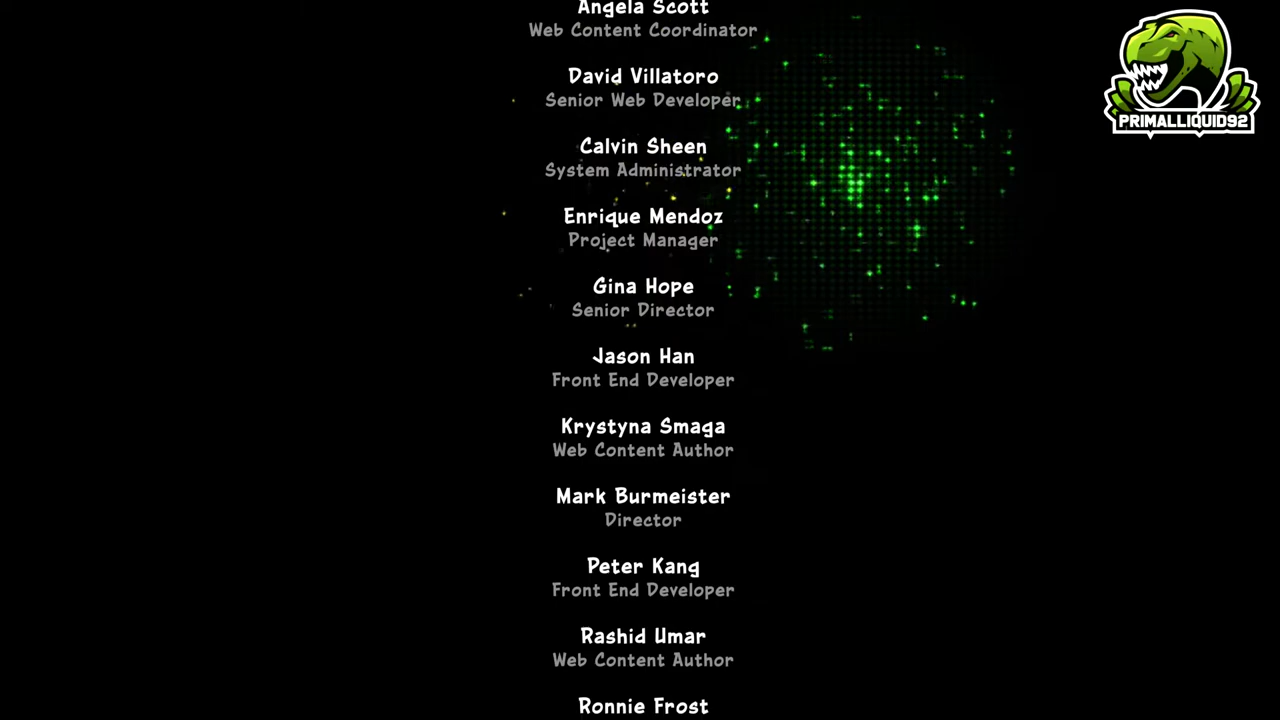 Angela Scott
Web Content Coordinator
David Villatoro
Senior Web Developer
Calvin Sheen
System Administrator
Enrique Mendoz
Project Manager
Gina Hope
Senior Director
Jason Han
Front End Developer
Krystyna Smaga
Web Content Author
Mark Burmeister
Director
Peter Kang
Front End Developer
Rashid Umar
Web Content Author
Ronnie Frost
PRIMALLIQUID92